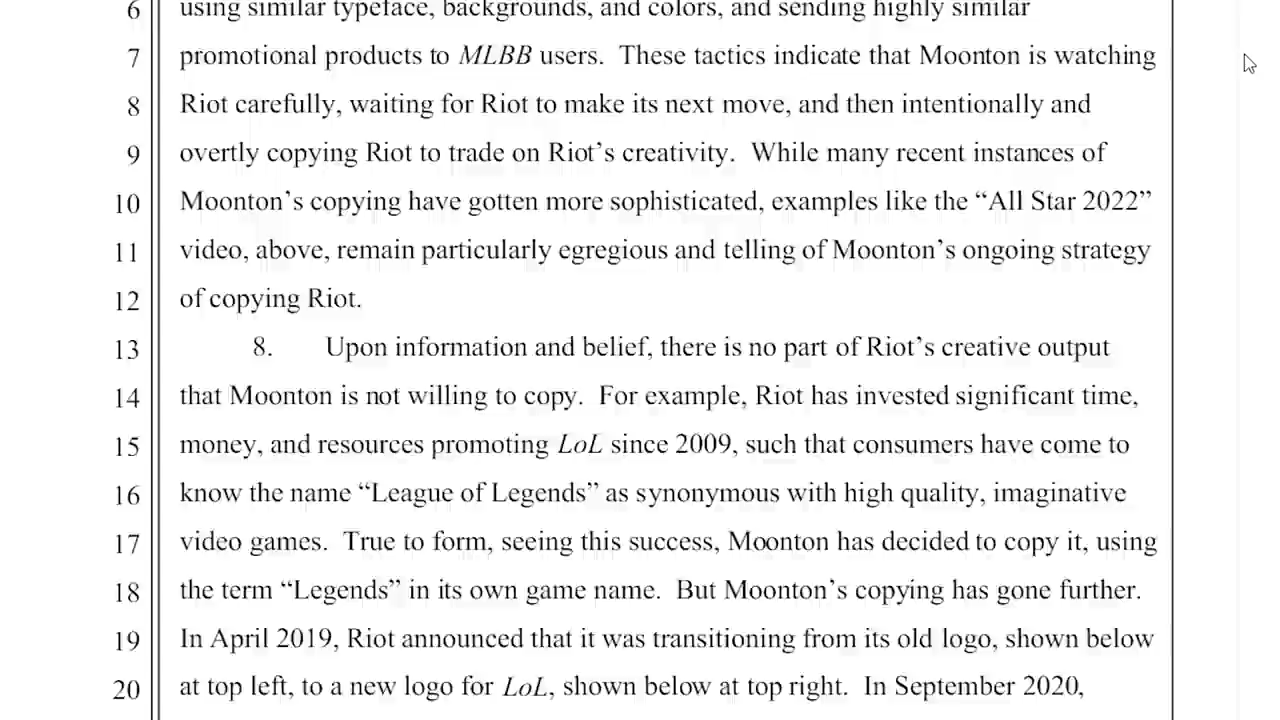 6 using similar typeface, backgrounds, and colors, and sending highly similar
7 promotional products to MLBB users. These tactics indicate that Moonton is watching
8 Riot carefully, waiting for Riot to make its next move, and then intentionally and
9 overtly copying Riot to trade on Riot’s creativity. While many recent instances of
10 Moonton’s copying have gotten more sophisticated, examples like the “All Star 2022”
11 video, above, remain particularly egregious and telling of Moonton’s ongoing strategy
12 of copying Riot.
13 8. Upon information and belief, there is no part of Riot’s creative output
14 that Moonton is not willing to copy. For example, Riot has invested significant time,
15 money, and resources promoting LoL since 2009, such that consumers have come to
16 know the name “League of Legends” as synonymous with high quality, imaginative
17 video games. True to form, seeing this success, Moonton has decided to copy it, using
18 the term “Legends” in its own game name. But Moonton’s copying has gone further.
19 In April 2019, Riot announced that it was transitioning from its old logo, shown below
20 at top left, to a new logo for LoL, shown below at top right. In September 2020,